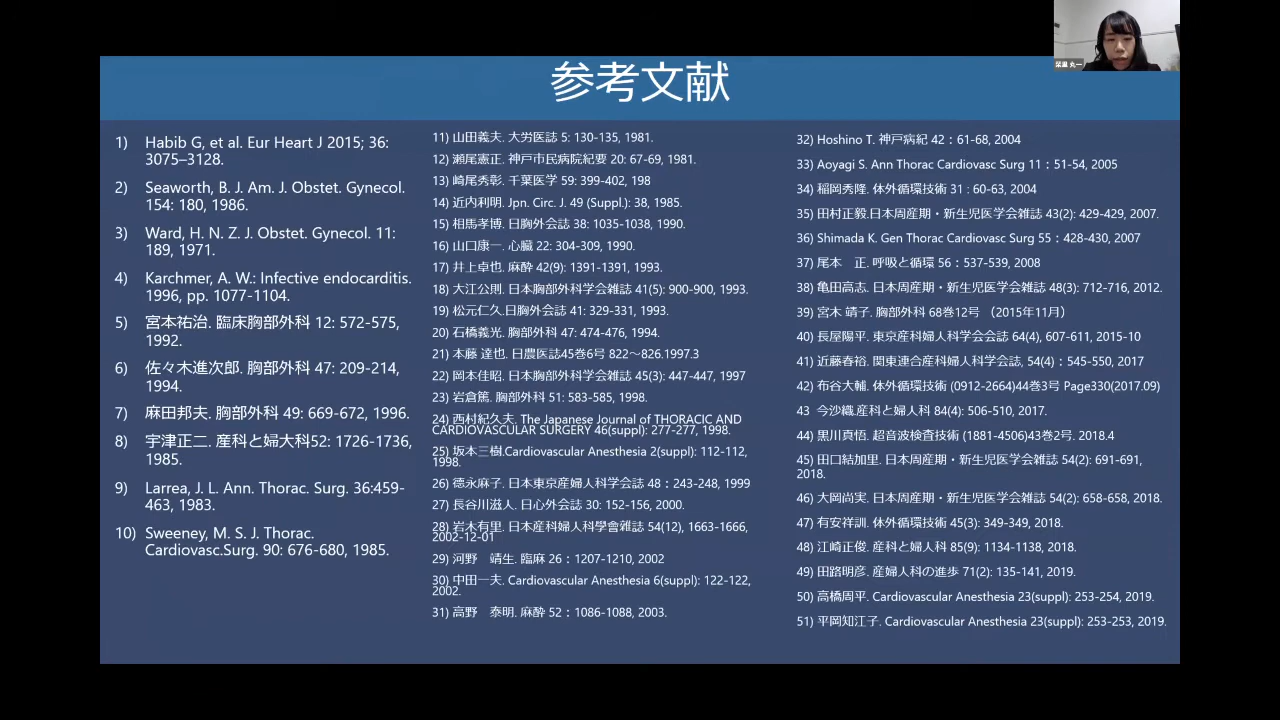 参考文献
1) Habib G, et al. Eur Heart J 2015; 36:
3075–3128.
2) Seaworth, B. J. Am. J. Obstet. Gynecol.
154: 180, 1986.
3) Ward, H. N. Z. J. Obstet. Gynecol. 11:
189, 1971.
4) Karchmer, A. W.: Infective endocarditis.
1996, pp. 1077-1104.
5) 宮本祐治. 臨床胸部外科 12: 572-575,
1992.
6) 佐々木進次郎. 胸部外科 47: 209-214,
1994.
7) 麻田邦夫. 胸部外科 49: 669-672, 1996.
8) 宇津正二. 産科と婦大科52: 1726-1736,
1985.
9) Larrea, J. L. Ann. Thorac. Surg. 36:459-
463, 1983.
10) Sweeney, M. S. J. Thorac.
Cardiovasc.Surg. 90: 676-680, 1985.
11) 山田義夫. 大労医誌 5: 130-135, 1981.
12) 瀬尾憲正. 神戸市民病院紀要 20: 67-69, 1981.
13) 崎尾秀彰. 千葉医学 59: 399-402, 198
14) 近内利明. Jpn. Circ. J. 49 (Suppl.): 38, 1985.
15) 相馬孝博. 日胸外会誌 38: 1035-1038, 1990.
16) 山口康一. 心臓 22: 304-309, 1990.
17) 井上卓也. 麻酔 42(9): 1391-1391, 1993.
18) 大江公則. 日本胸部外科学会雑誌 41(5): 900-900, 1993.
19) 松元仁久.日胸外会誌 41: 329-331, 1993.
20) 石橋義光. 胸部外科 47: 474-476, 1994.
21) 本藤 達也. 日農医誌45巻6号 822～826.1997.3
22) 岡本佳昭. 日本胸部外科学会雑誌 45(3): 447-447, 1997
23) 岩倉篤. 胸部外科 51: 583-585, 1998.
24) 西村紀久夫. The Japanese Journal of THORACIC AND
CARDIOVASCULAR SURGERY 46(suppl): 277-277, 1998.
25) 坂本三樹.Cardiovascular Anesthesia 2(suppl): 112-112,
1998.
26) 徳永麻子. 日本東京産婦人科学会誌 48：243-248, 1999
27) 長谷川滋人. 日心外会誌 30: 152-156, 2000.
28) 岩木有里. 日本産科婦人科學會雜誌 54(12), 1663-1666,
2002-12-01
29) 河野　靖生. 臨麻 26：1207-1210, 2002
30) 中田一夫. Cardiovascular Anesthesia 6(suppl): 122-122,
2002.
31) 高野　泰明. 麻酔 52：1086-1088, 2003.
32) Hoshino T. 神戸病紀 42：61-68, 2004
33) Aoyagi S. Ann Thorac Cardiovasc Surg 11：51-54, 2005
34) 稲岡秀隆. 体外循環技術 31 : 60-63, 2004
35) 田村正毅.日本周産期・新生児医学会雑誌 43(2): 429-429, 2007.
36) Shimada K. Gen Thorac Cardiovasc Surg 55：428-430, 2007
37) 尾本　正. 呼吸と循環 56：537-539, 2008
38) 亀田高志. 日本周産期・新生児医学会雑誌 48(3): 712-716, 2012.
39) 宮木 靖子. 胸部外科 68巻12号 （2015年11月）
40) 長屋陽平. 東京産科婦人科学会会誌 64(4), 607-611, 2015-10
41) 近藤春裕. 関東連合産科婦人科学会誌, 54(4)：545-550, 2017
42) 布谷大輔. 体外循環技術 (0912-2664)44巻3号 Page330(2017.09)
43 今沙織.産科と婦人科 84(4): 506-510, 2017.
44) 黒川真悟. 超音波検査技術 (1881-4506)43巻2号. 2018.4
45) 田口結加里. 日本周産期・新生児医学会雑誌 54(2): 691-691,
2018.
46) 大岡尚実. 日本周産期・新生児医学会雑誌 54(2): 658-658, 2018.
47) 有安祥訓. 体外循環技術 45(3): 349-349, 2018.
48) 江崎正俊. 産科と婦人科 85(9): 1134-1138, 2018.
49) 田路明彦. 産婦人科の進歩 71(2): 135-141, 2019.
50) 高橋周平. Cardiovascular Anesthesia 23(suppl): 253-254, 2019.
51) 平岡知江子. Cardiovascular Anesthesia 23(suppl): 253-253, 2019.